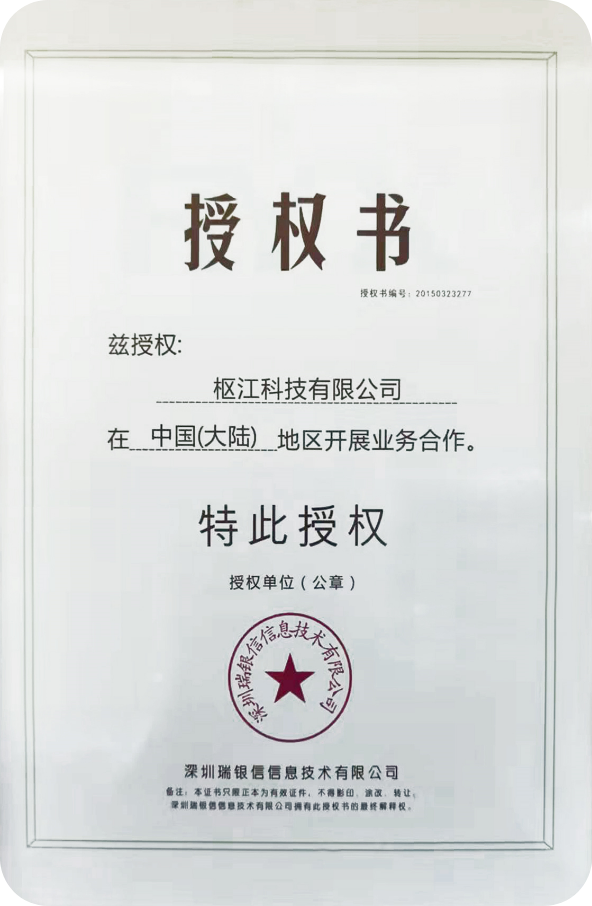 授权书
授权书编号：20150323277
兹授权:
枢江科技有限公司
在 中国(大陆) 地区开展业务合作。
特此授权
授权单位（公章）
深圳瑞银信信息技术有限公司
深圳瑞银信信息技术有限公司
备注：本证书只限正本为有效证件，不得影印、涂改、转让。
深圳瑞银信信息技术有限公司拥有此授权书的最终解释权。